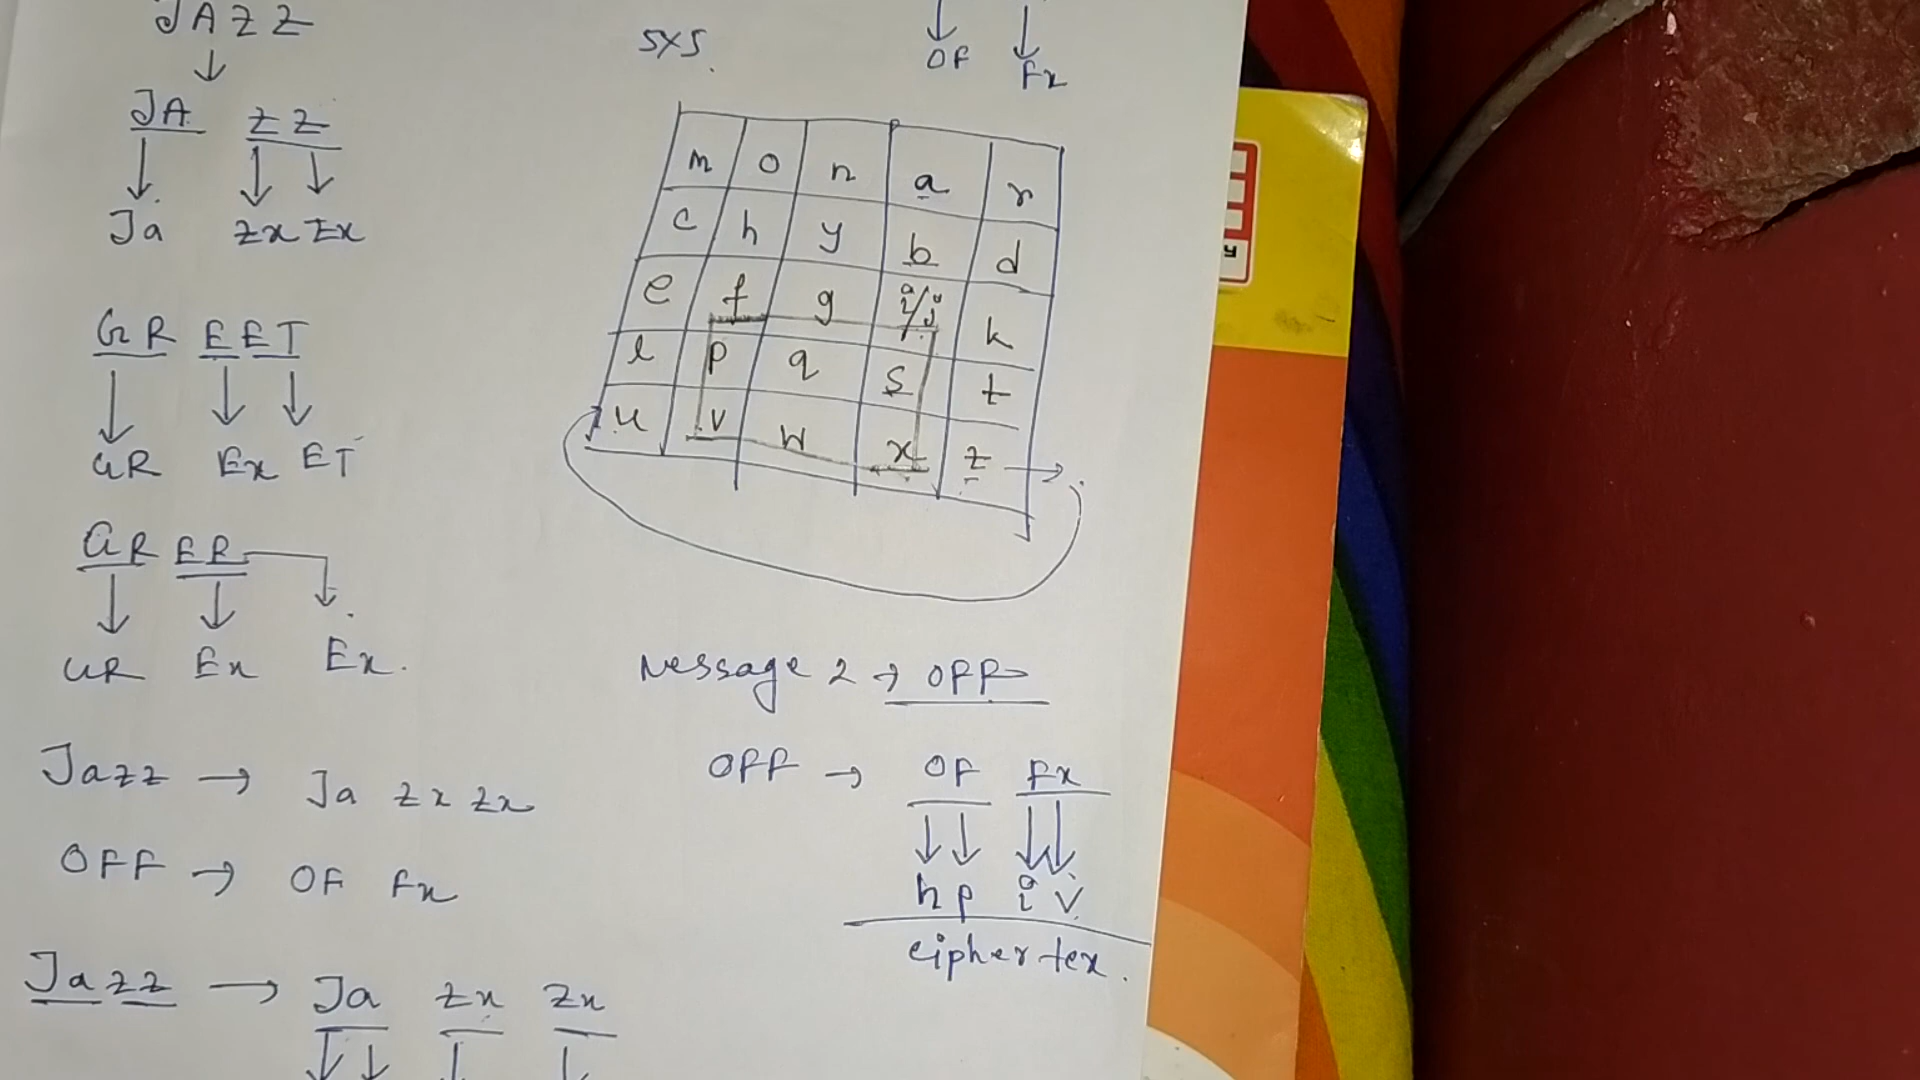 JAZZ
JA ZZ
Ja Zx Zx
GR EET
GR Ex ET
GR EE
GR Ex Ex.
Jazz → Ja Zx Zx
OFF → OF Fx
Jazz → Ja Zx Zx
5x5.
OF Fx
m o n a r
c h y b d
e f g i/j k
l p q s t
u v w x z
Message 2 → OFF
OFF → OF Fx
h p i v
cipher tex.